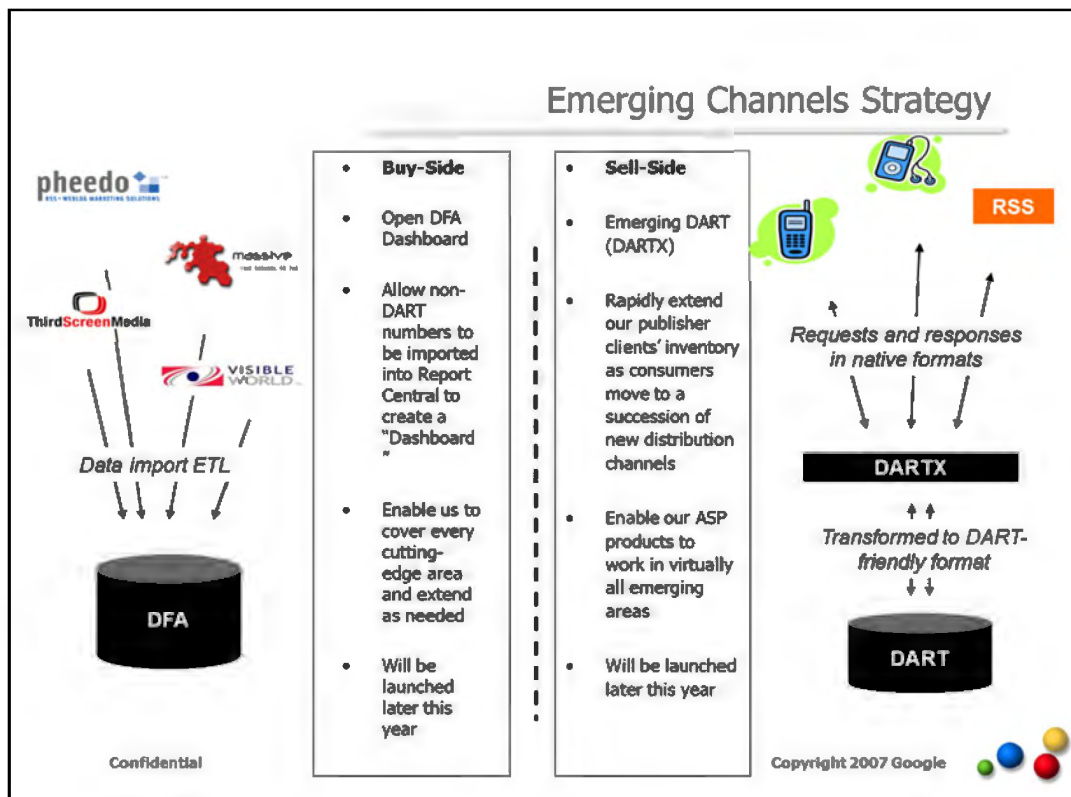 Emerging Channels Strategy
pheedo
RSS + WEBLOG MARKETING SOLUTIONS
massive
ThirdScreenMedia
VISIBLE
WORLD
Data import ETL
DFA
• Buy-Side
• Open DFA
Dashboard
• Allow non-
DART
numbers to
be imported
into Report
Central to
create a
"Dashboard
"
• Enable us to
cover every
cutting-
edge area
and extend
as needed
• Will be
launched
later this
year
• Sell-Side
• Emerging DART
(DARTX)
• Rapidly extend
our publisher
clients' inventory
as consumers
move to a
succession of
new distribution
channels
• Enable our ASP
products to
work in virtually
all emerging
areas
• Will be launched
later this year
RSS
Requests and responses
in native formats
DARTX
Transformed to DART-
friendly format
DART
Confidential
Copyright 2007 Google